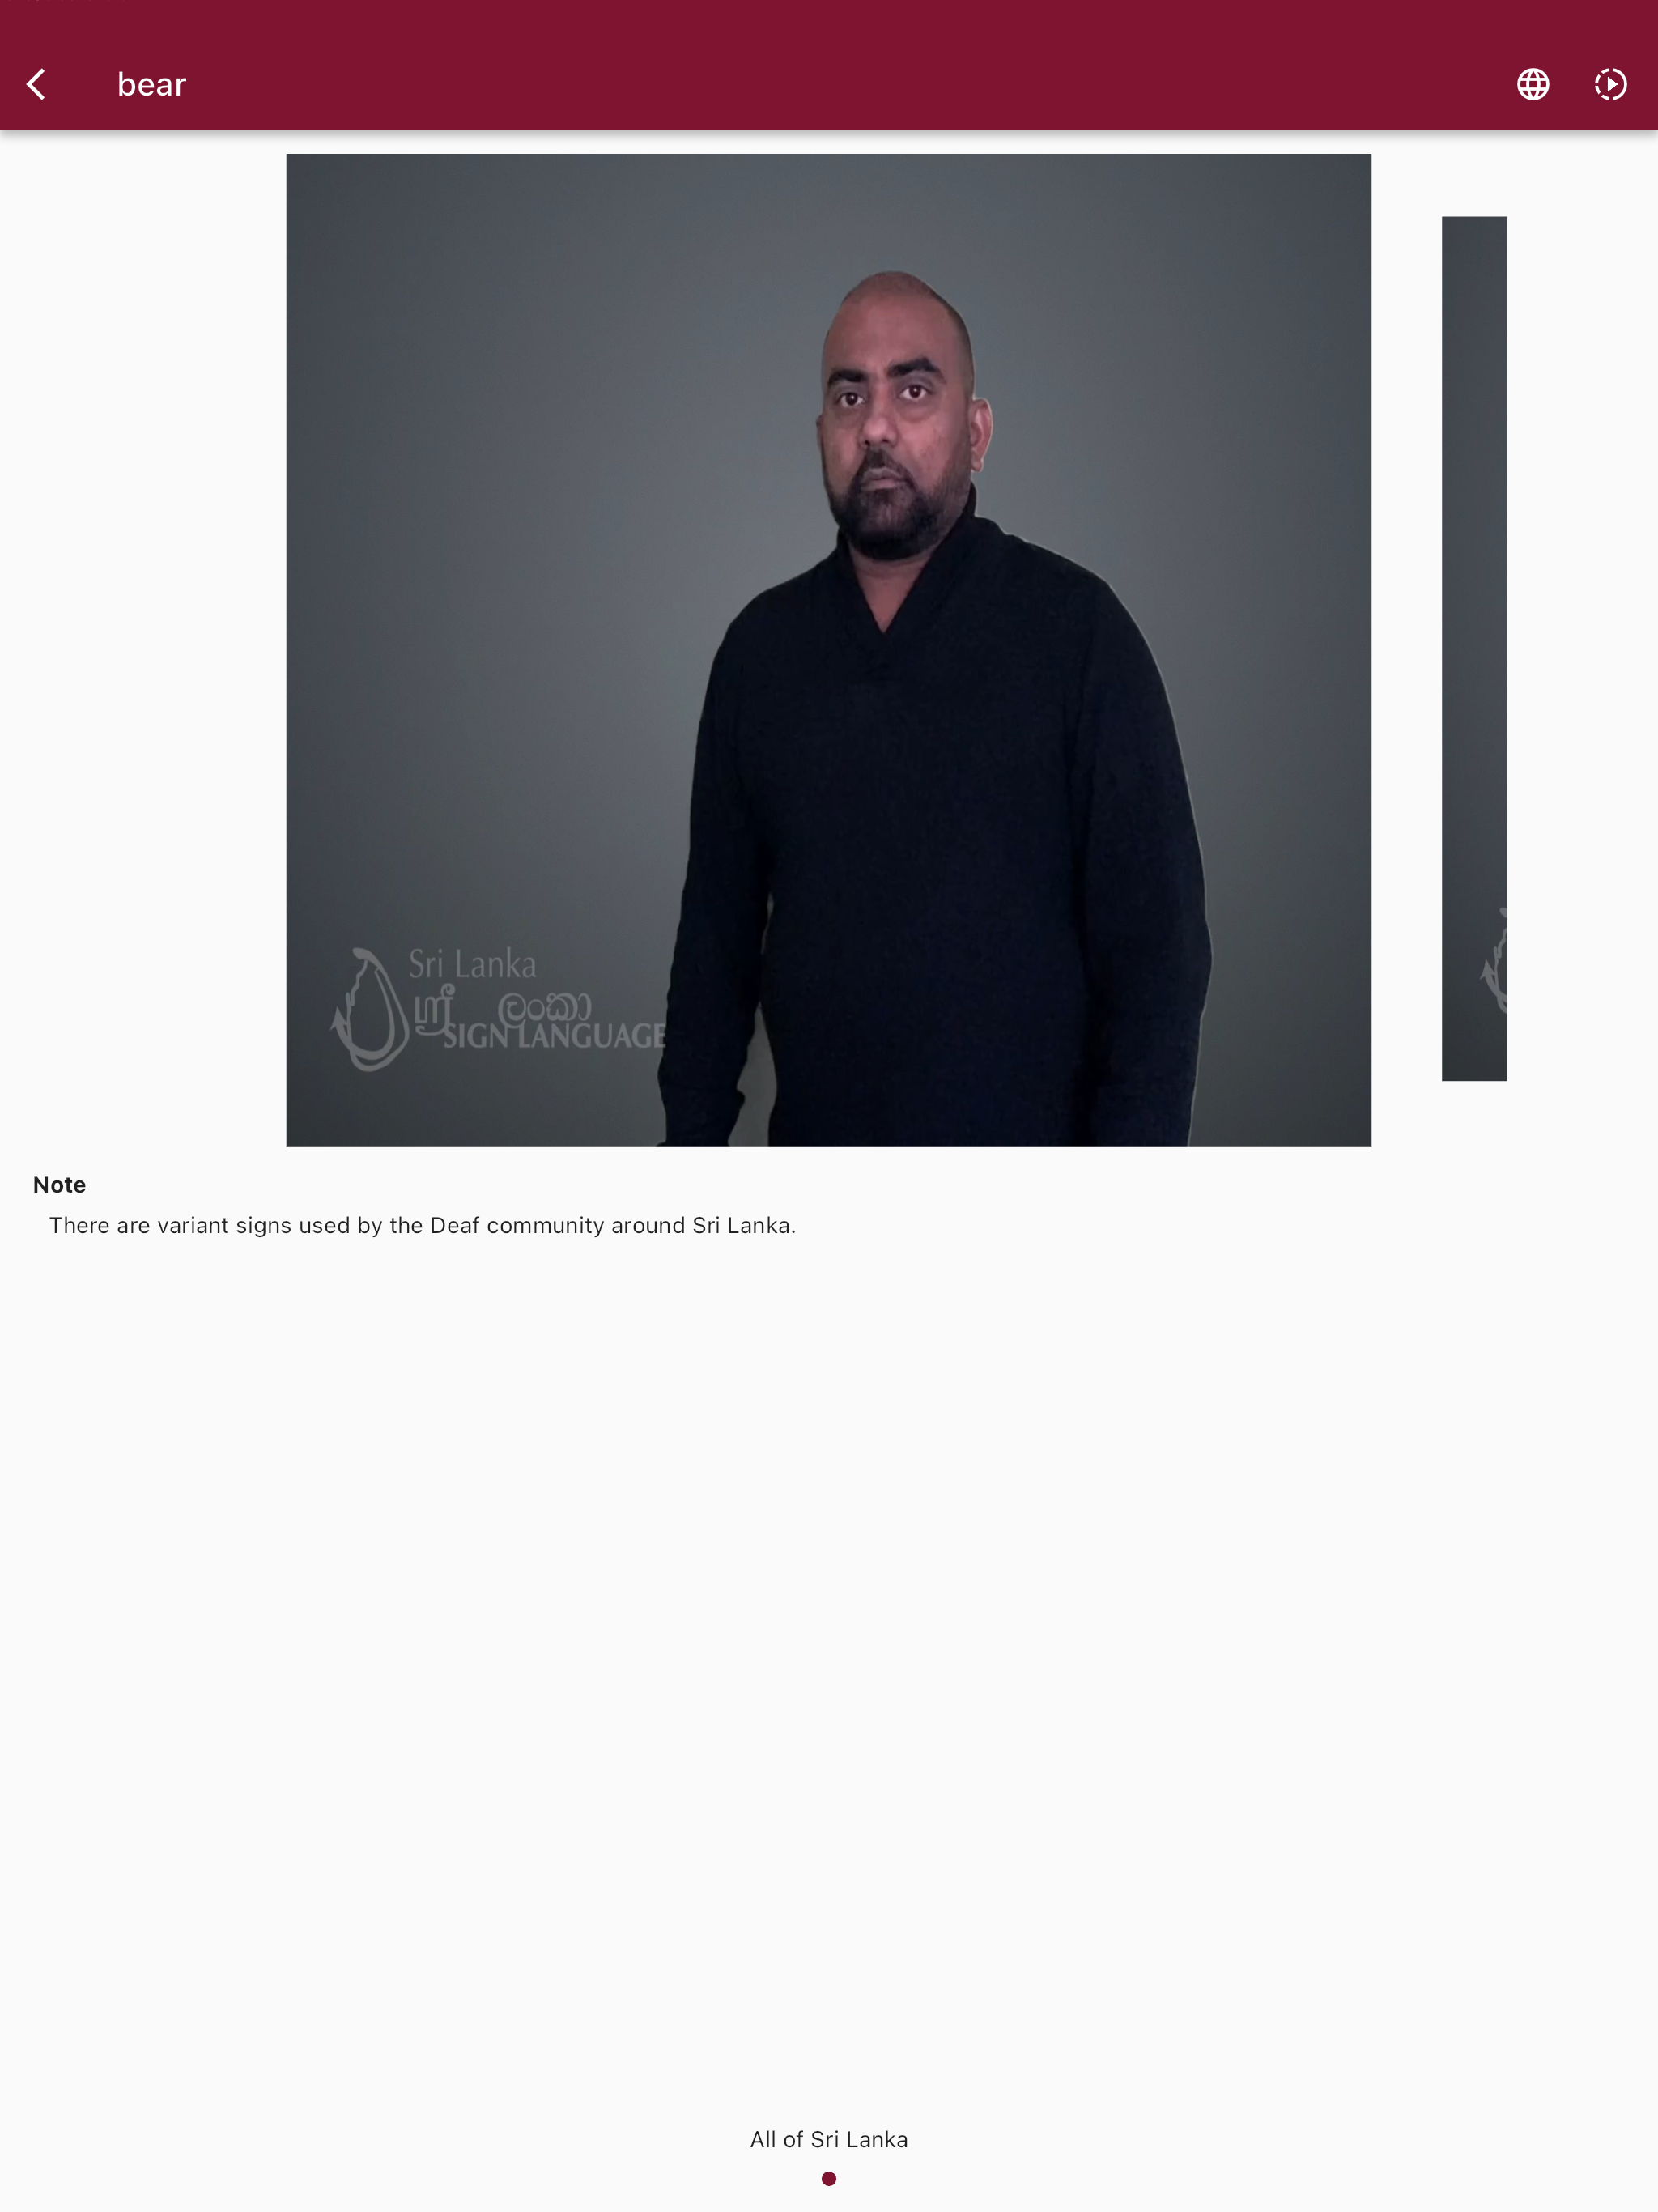 bear
Sri Lanka
ශ්‍රී ලංකා
SIGN LANGUAGE
Note
There are variant signs used by the Deaf community around Sri Lanka.
All of Sri Lanka